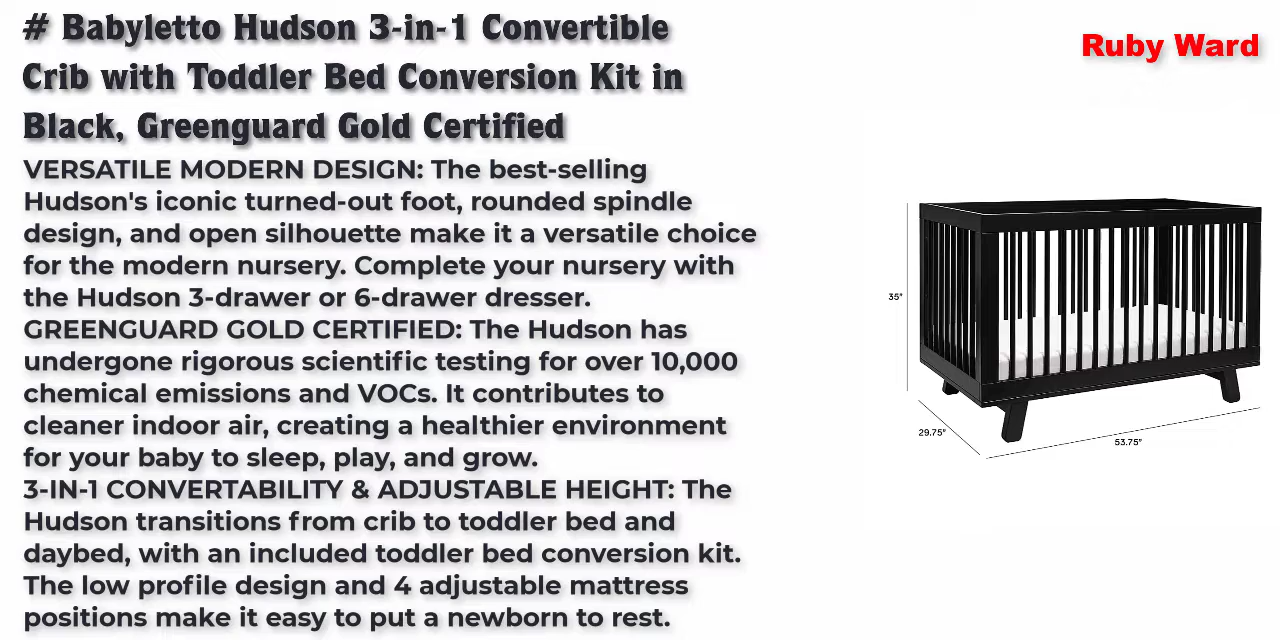 # Babyletto Hudson 3-in-1 Convertible
Crib with Toddler Bed Conversion Kit in
Black, Greenguard Gold Certified
Ruby Ward
VERSATILE MODERN DESIGN: The best-selling
Hudson's iconic turned-out foot, rounded spindle
design, and open silhouette make it a versatile choice
for the modern nursery. Complete your nursery with
the Hudson 3-drawer or 6-drawer dresser.
GREENGUARD GOLD CERTIFIED: The Hudson has
undergone rigorous scientific testing for over 10,000
chemical emissions and VOCs. It contributes to
cleaner indoor air, creating a healthier environment
for your baby to sleep, play, and grow.
3-IN-1 CONVERTABILITY & ADJUSTABLE HEIGHT: The
Hudson transitions from crib to toddler bed and
daybed, with an included toddler bed conversion kit.
The low profile design and 4 adjustable mattress
positions make it easy to put a newborn to rest.
35"
29.75"
53.75"